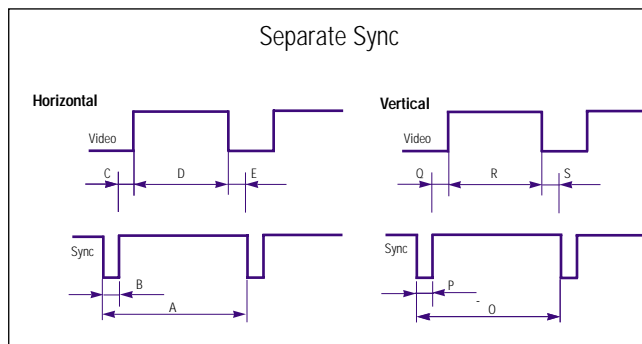 Separate Sync
Horizontal
Vertical
Video
Video
C
D
E
Q
R
S
Sync
Sync
B
P
A
O